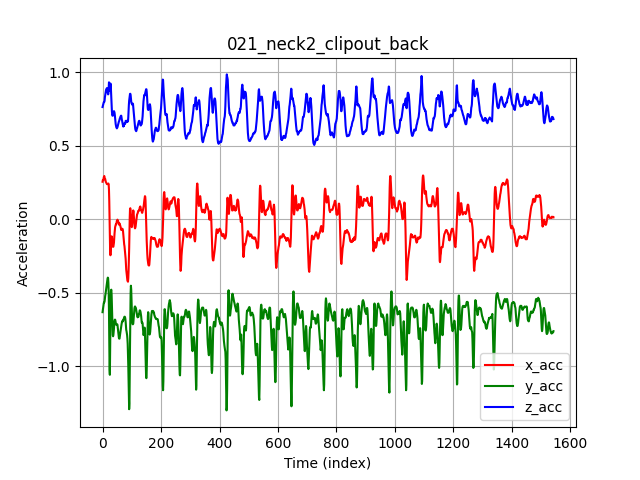 021_neck2_clipout_back
1.0
0.5
0.0
−0.5
−1.0
Acceleration
0 200 400 600 800 1000 1200 1400 1600
Time (index)
x_acc
y_acc
z_acc